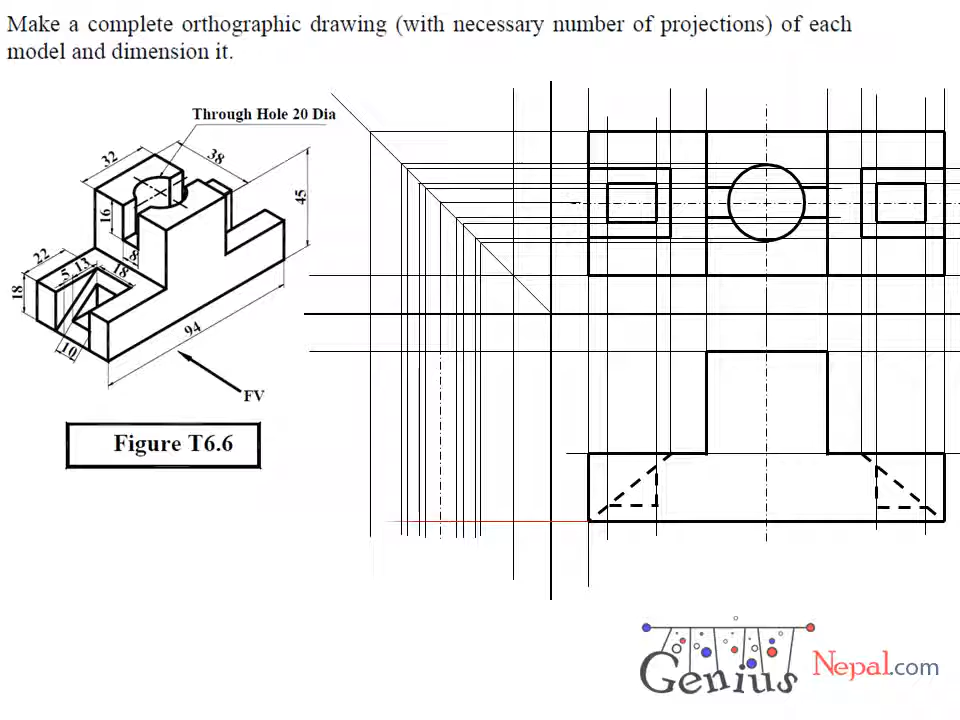 Make a complete orthographic drawing (with necessary number of projections) of each
model and dimension it.
Through Hole 20 Dia
32
38
45
16
8
22
5
13
18
18
94
10
FV
Figure T6.6
Genius Nepal.com